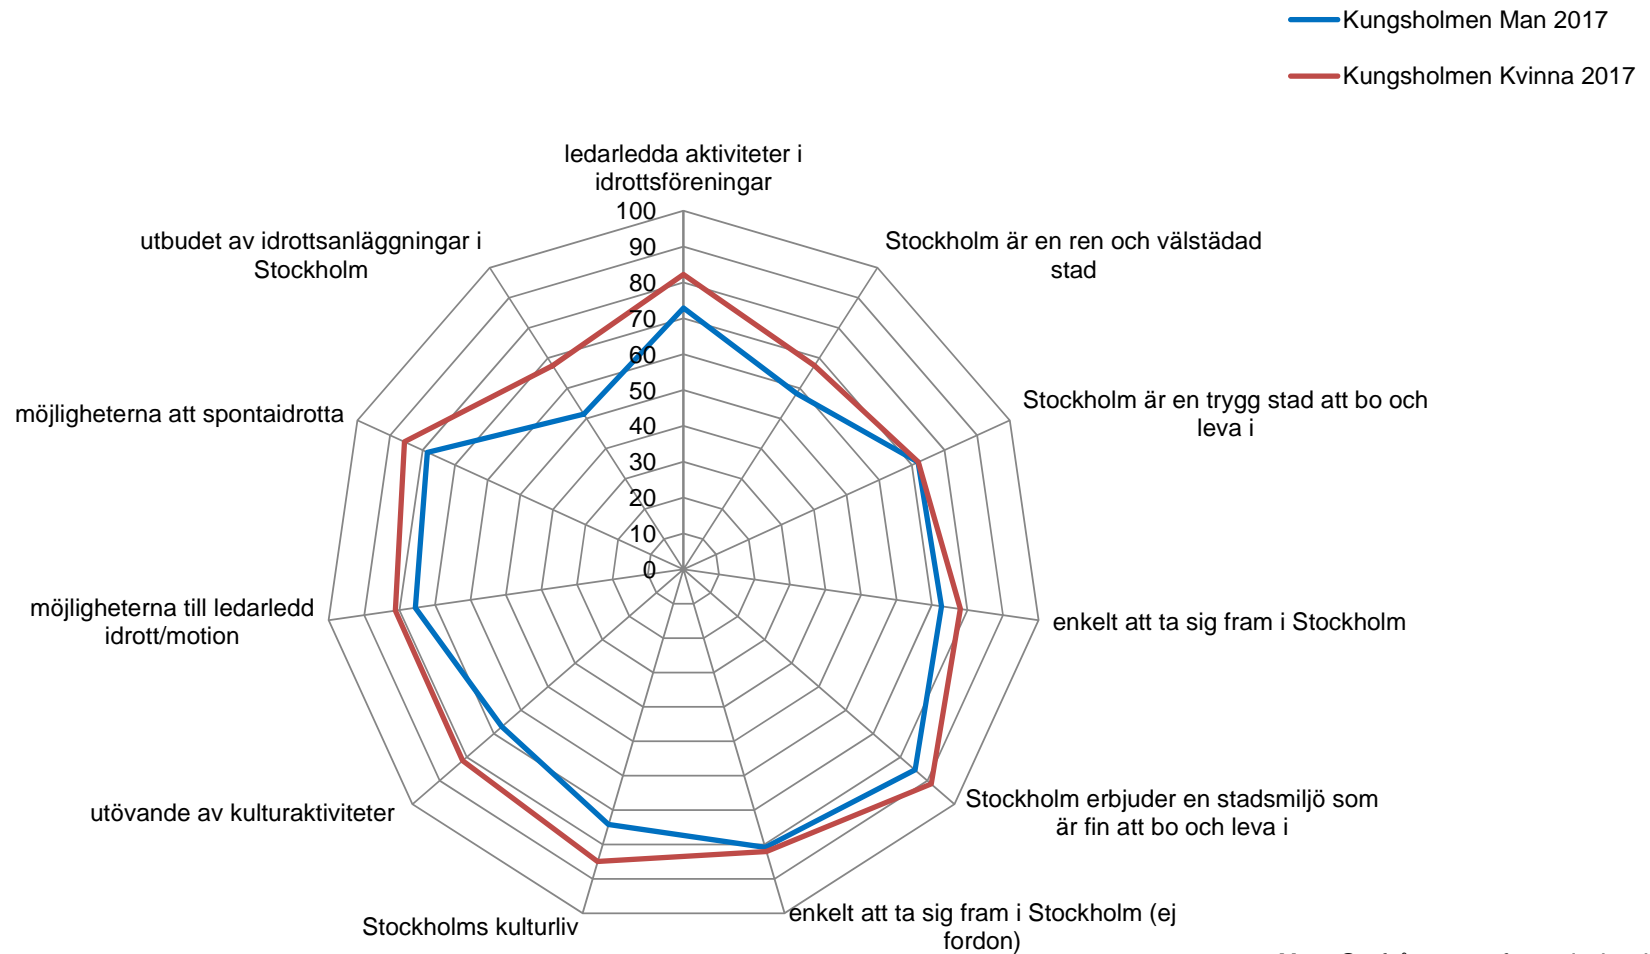 Kungsholmen Man 2017
Kungsholmen Kvinna 2017
ledarledda aktiviteter i
idrottsföreningar
100
90
80
70
60
50
40
30
20
10
0
Stockholm är en ren och välstädad
stad
Stockholm är en trygg stad att bo och
leva i
enkelt att ta sig fram i Stockholm
Stockholm erbjuder en stadsmiljö som
är fin att bo och leva i
enkelt att ta sig fram i Stockholm (ej
fordon)
Stockholms kulturliv
utövande av kulturaktiviteter
möjligheterna till ledarledd
idrott/motion
möjligheterna att spontaidrotta
utbudet av idrottsanläggningar i
Stockholm